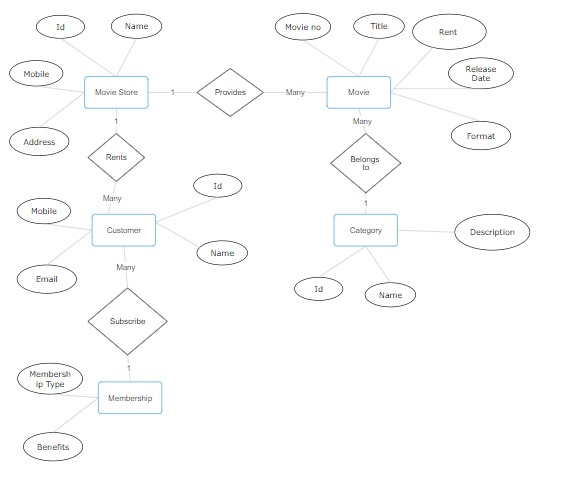 Id
Name
Movie no
Title
Rent
Mobile
Release
Date
Movie Store
1
Provides
Many
Movie
1
Many
Address
Format
Rents
Belongs
to
Many
Id
1
Mobile
Customer
Category
Description
Name
Many
Email
Id
Name
Subscribe
1
Membersh
ip Type
Membership
Benefits